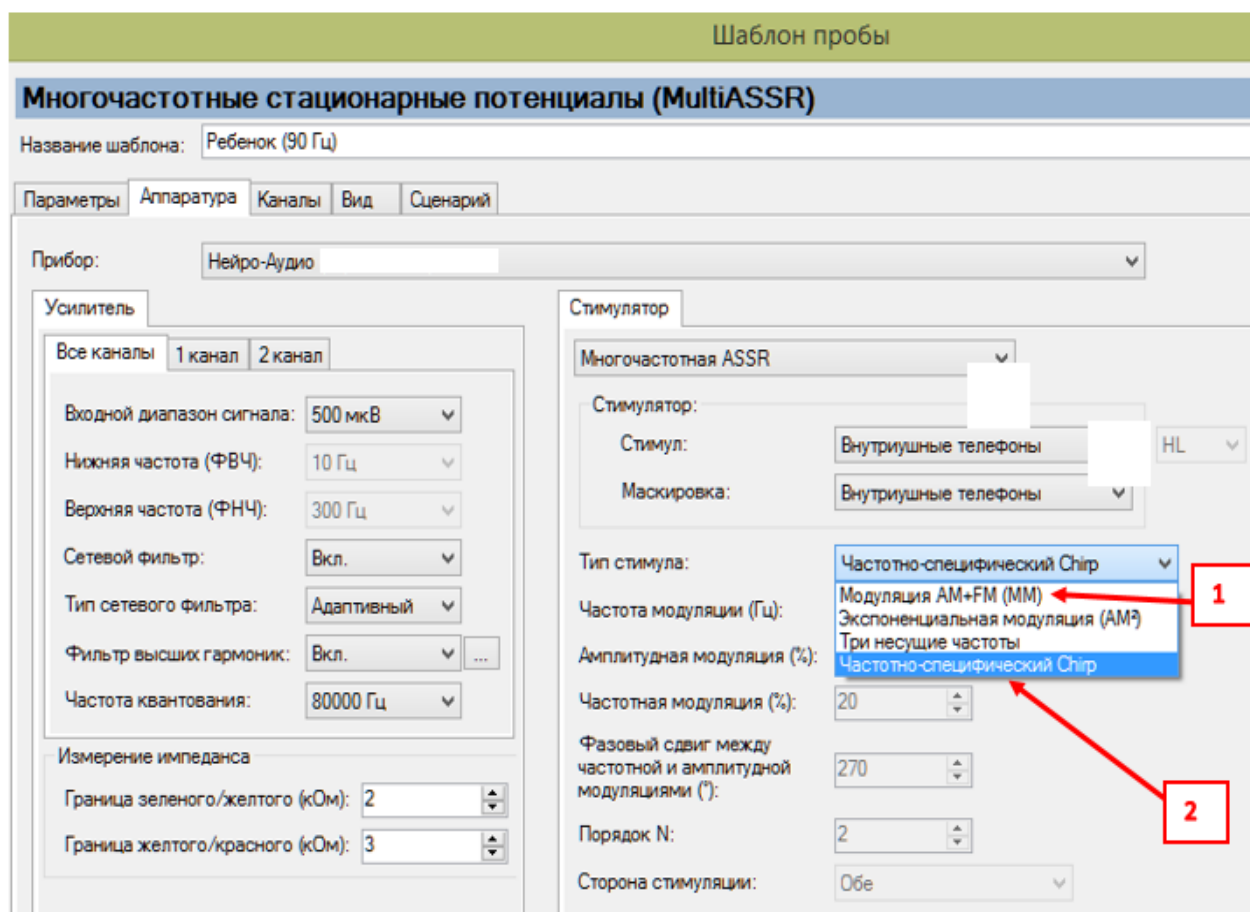 Шаблон пробы
Многочастотные стационарные потенциалы (MultiASSR)
Название шаблона: Ребенок (90 Гц)
Параметры Аппаратура Каналы Вид Сценарий
Прибор: Нейро-Аудио
Усилитель
Все каналы 1 канал 2 канал
Входной диапазон сигнала: 500 мкВ
Нижняя частота (ФВЧ): 10 Гц
Верхняя частота (ФНЧ): 300 Гц
Сетевой фильтр: Вкл.
Тип сетевого фильтра: Адаптивный
Фильтр высших гармоник: Вкл. ...
Частота квантования: 80000 Гц
Измерение импеданса
Граница зеленого/желтого (кОм): 2
Граница желтого/красного (кОм): 3
Стимулятор
Многочастотная ASSR
Стимулятор:
Стимул: Внутриушные телефоны HL
Маскировка: Внутриушные телефоны
Тип стимула: Частотно-специфический Chirp
Модуляция AM+FM (MM)
1
Частота модуляции (Гц):
Экспоненциальная модуляция (AM²)
Три несущие частоты
Амплитудная модуляция (%):
Частотно-специфический Chirp
Частотная модуляция (%): 20
Фазовый сдвиг между
частотной и амплитудной
модуляциями (°):
270
2
Порядок N: 2
Сторона стимуляции: Обе